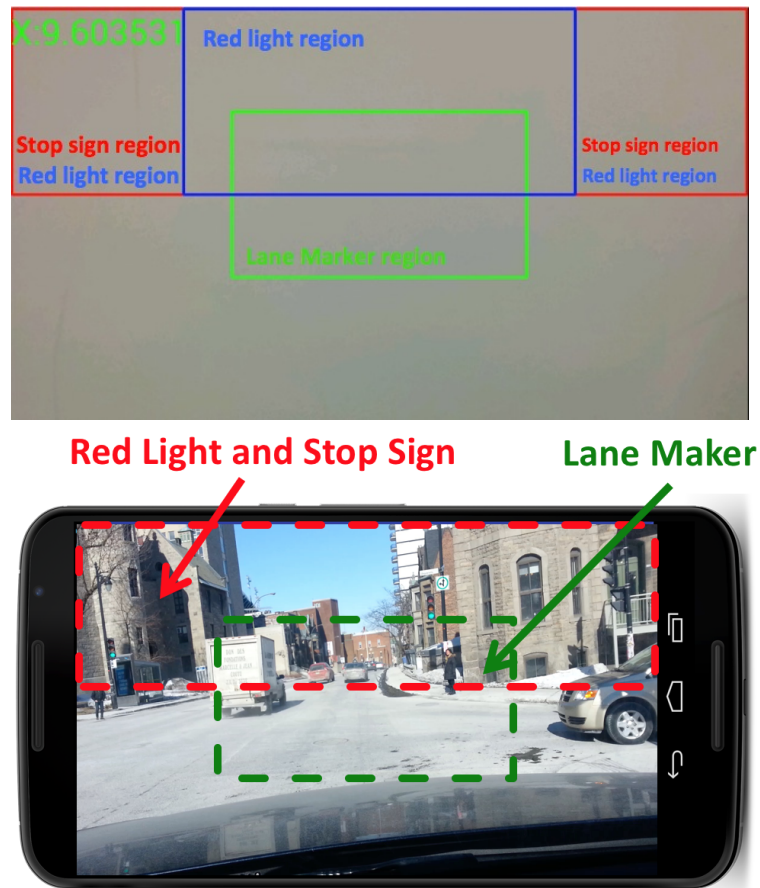 X:9.603531
Red light region
Stop sign region
Red light region
Stop sign region
Red light region
Lane Marker region
Red Light and Stop Sign
Lane Maker